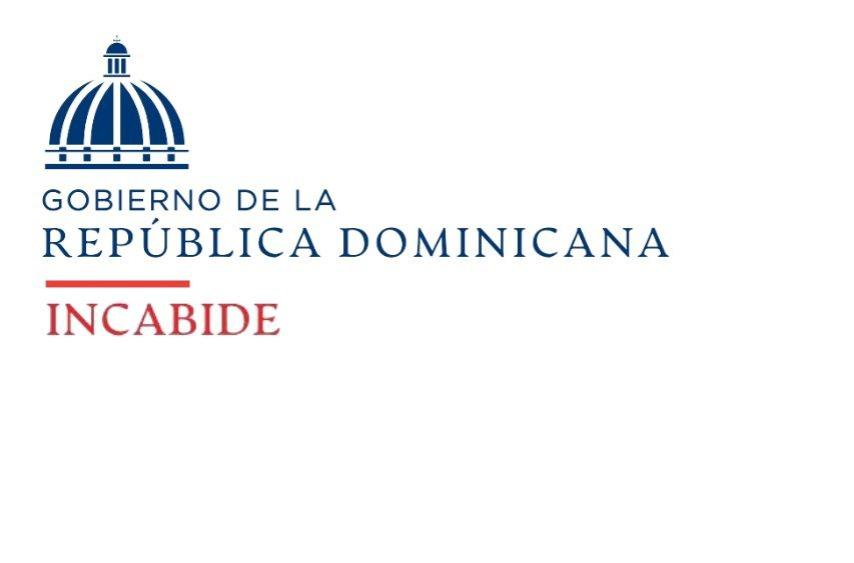 GOBIERNO DE LA
REPÚBLICA DOMINICANA
INCABIDE